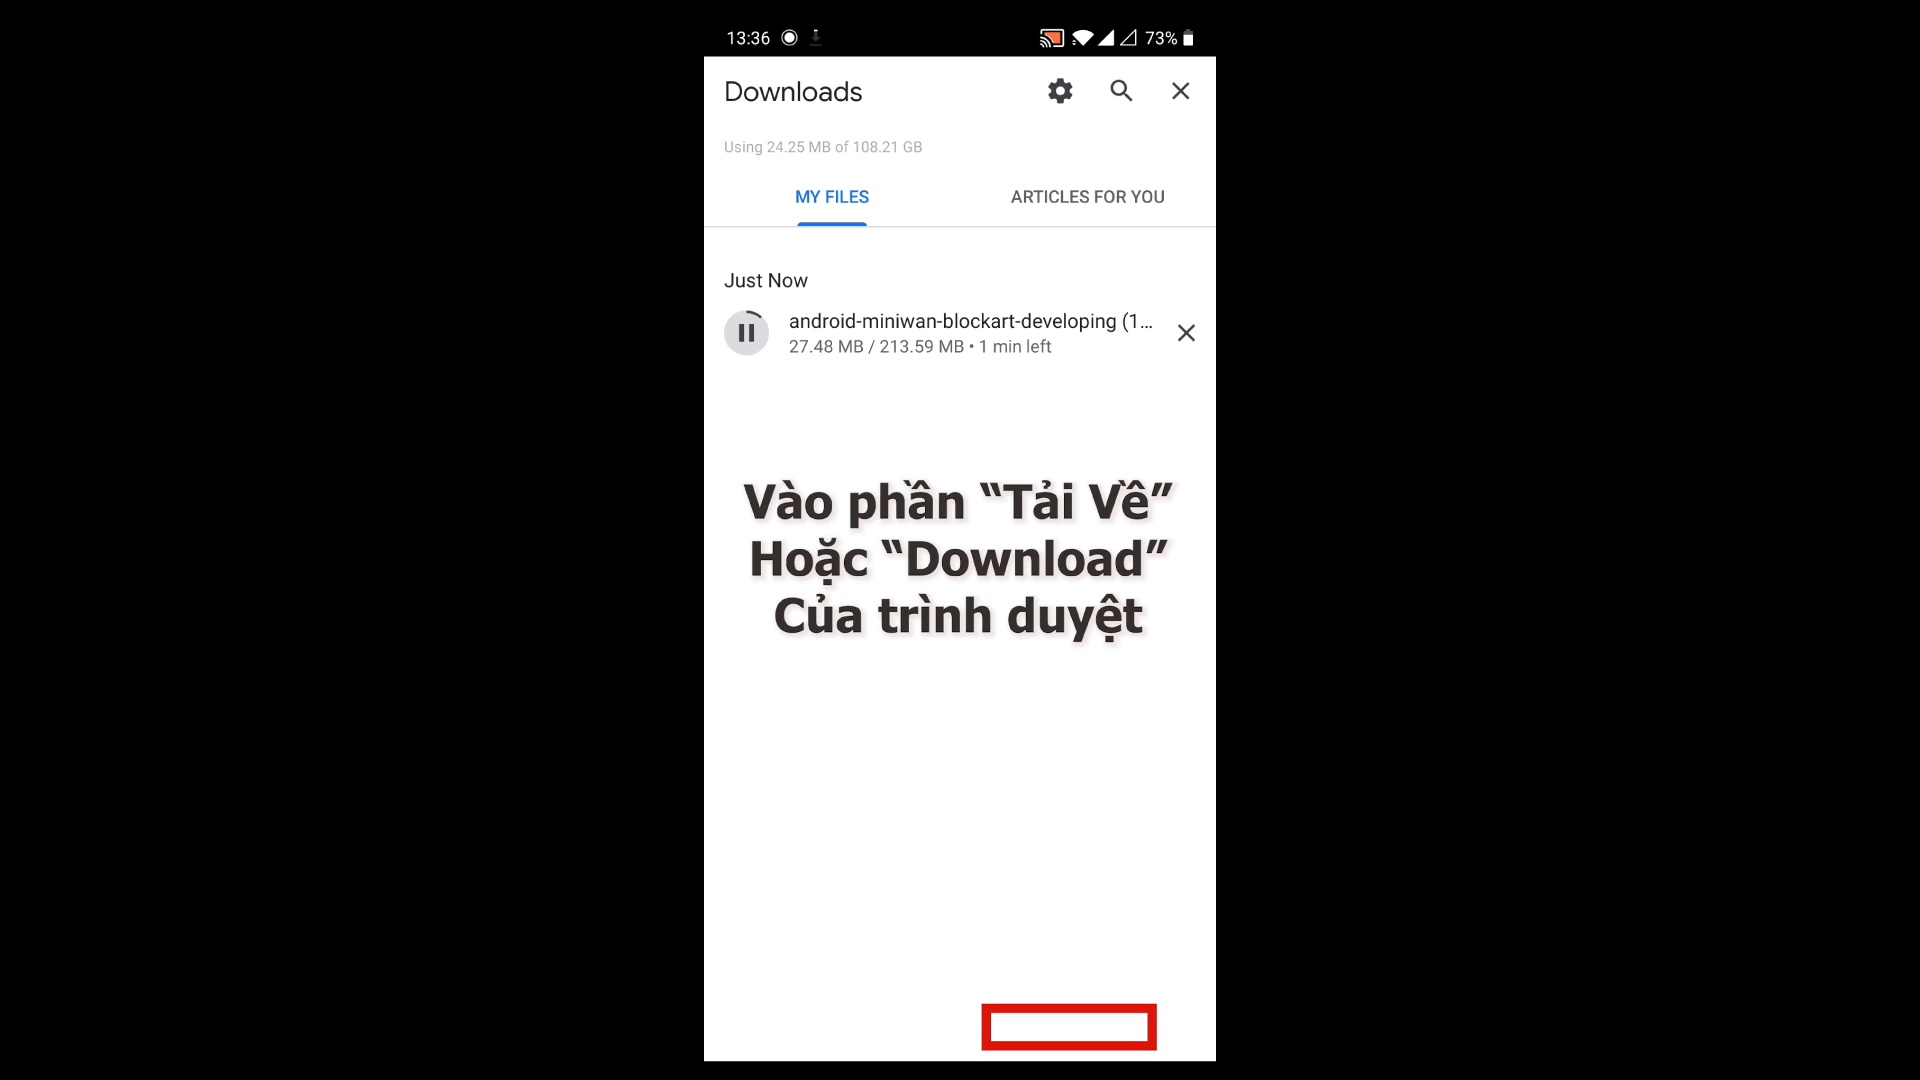 13:36
73%
Downloads
Using 24.25 MB of 108.21 GB
MY FILES
ARTICLES FOR YOU
Just Now
android-miniwan-blockart-developing (1...
27.48 MB / 213.59 MB • 1 min left
Vào phần “Tải Về”
Hoặc “Download”
Của trình duyệt